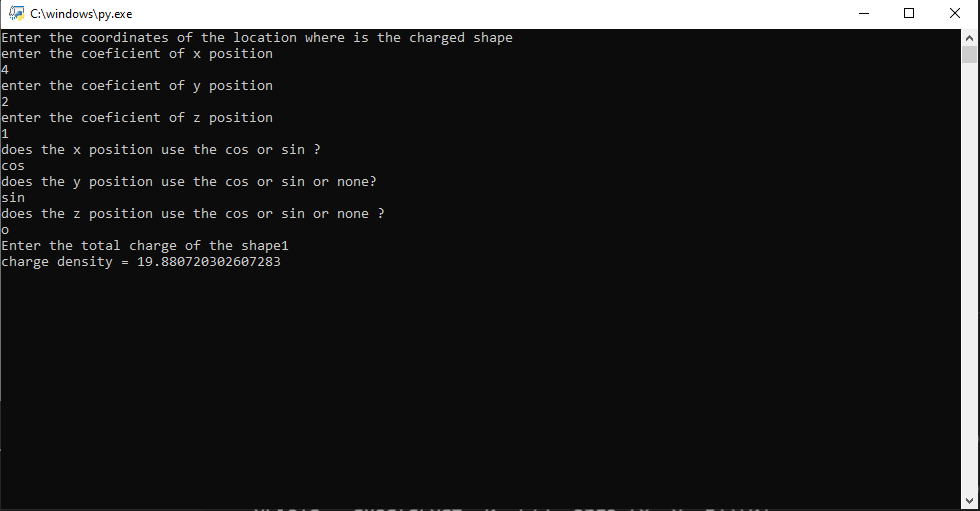 C:\windows\py.exe
Enter the coordinates of the location where is the charged shape
enter the coeficient of x position
4
enter the coeficient of y position
2
enter the coeficient of z position
1
does the x position use the cos or sin ?
cos
does the y position use the cos or sin or none?
sin
does the z position use the cos or sin or none ?
o
Enter the total charge of the shape1
charge density = 19.880720302607283